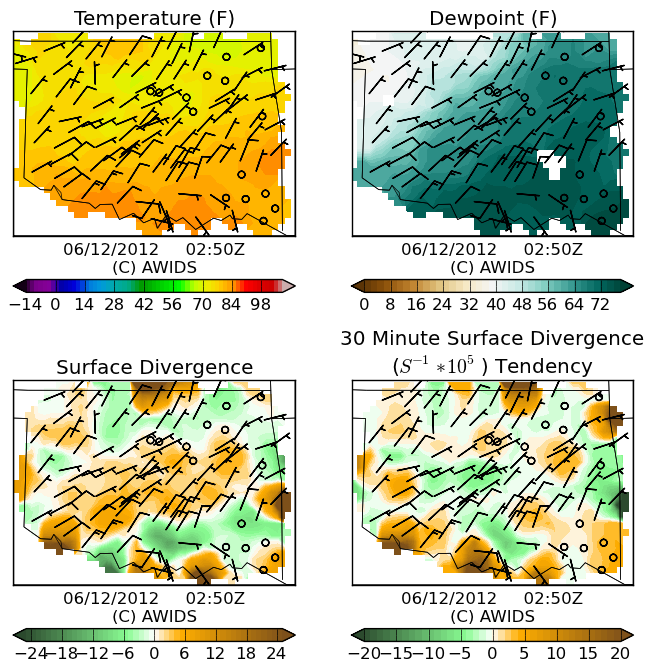 Temperature (F)
Dewpoint (F)
06/12/2012 02:50Z
(C) AWIDS
06/12/2012 02:50Z
(C) AWIDS
−14 0 14 28 42 56 70 84 98
0 8 16 24 32 40 48 56 64 72
Surface Divergence
30 Minute Surface Divergence
(S⁻¹ *10⁵ ) Tendency
06/12/2012 02:50Z
(C) AWIDS
06/12/2012 02:50Z
(C) AWIDS
−24 −18 −12 −6 0 6 12 18 24
−20 −15 −10 −5 0 5 10 15 20